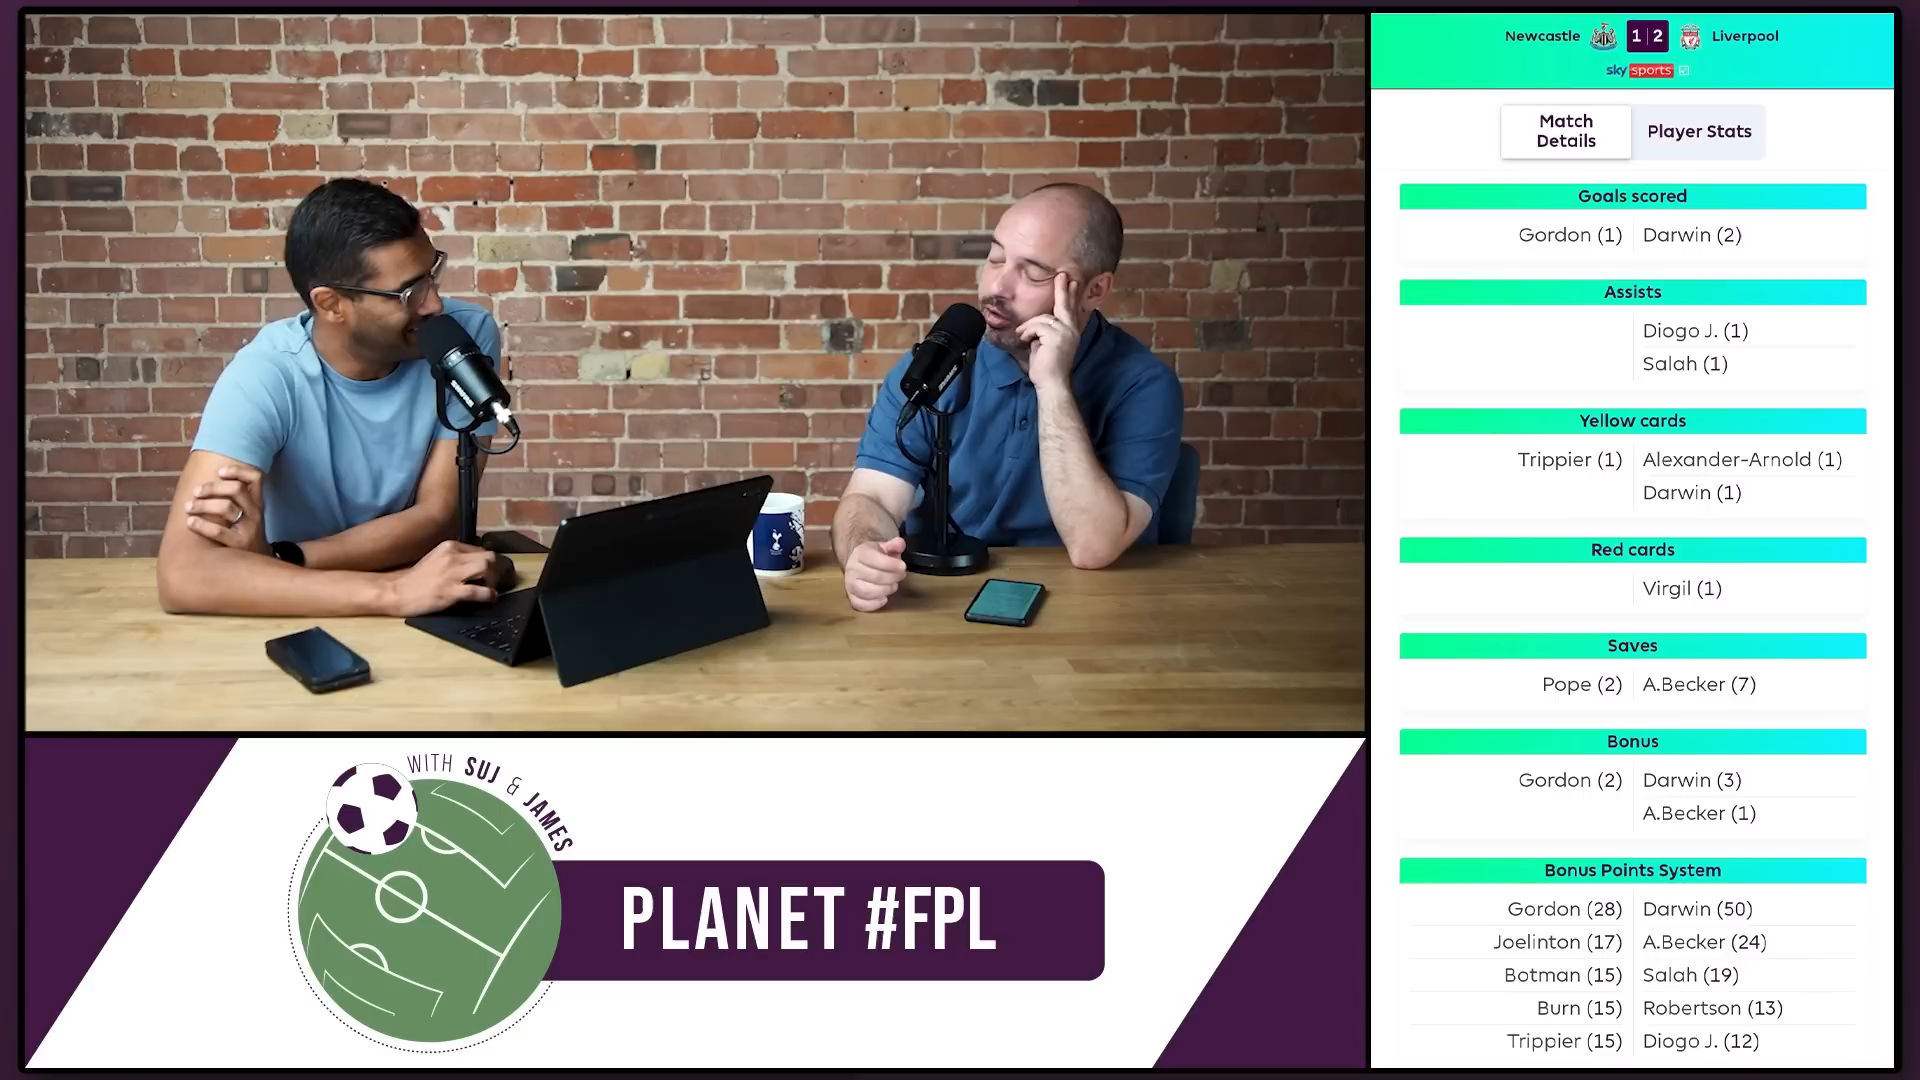 Newcastle 1 | 2 Liverpool
sky sports
Match Details
Player Stats
Goals scored
Gordon (1) Darwin (2)
Assists
Diogo J. (1)
Salah (1)
Yellow cards
Trippier (1) Alexander-Arnold (1)
Darwin (1)
Red cards
Virgil (1)
Saves
Pope (2) A.Becker (7)
Bonus
Gordon (2) Darwin (3)
A.Becker (1)
Bonus Points System
Gordon (28) Darwin (50)
Joelinton (17) A.Becker (24)
Botman (15) Salah (19)
Burn (15) Robertson (13)
Trippier (15) Diogo J. (12)
SHURE
WITH SUJ & JAMES
PLANET #FPL